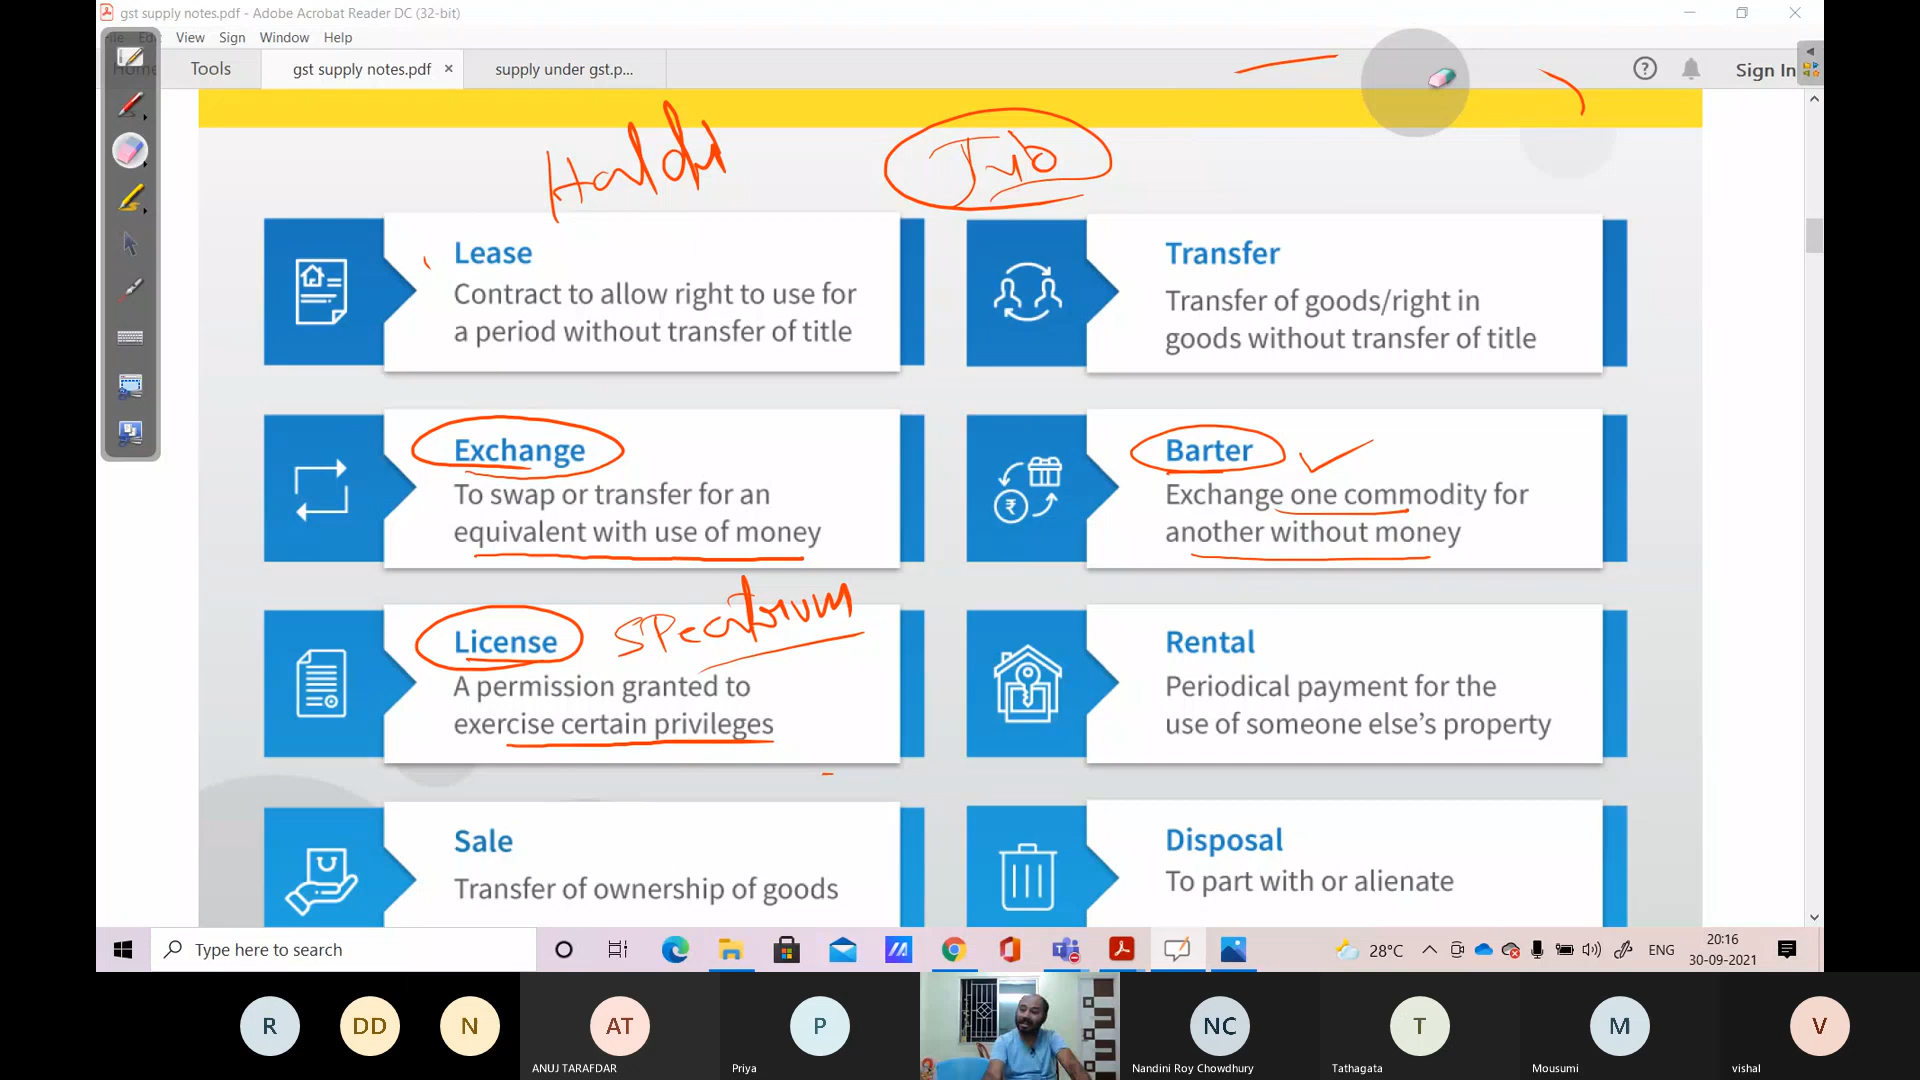 gst supply notes.pdf - Adobe Acrobat Reader DC (32-bit)
View Sign Window Help
Home Tools gst supply notes.pdf × supply under gst.p... Sign In
Jio
Lease
Contract to allow right to use for
a period without transfer of title
Transfer
Transfer of goods/right in
goods without transfer of title
Exchange
To swap or transfer for an
equivalent with use of money
Barter
Exchange one commodity for
another without money
License
SPectrum
A permission granted to
exercise certain privileges
Rental
Periodical payment for the
use of someone else's property
Sale
Transfer of ownership of goods
Disposal
To part with or alienate
Type here to search
28°C ENG 20:16
30-09-2021
R DD N AT P NC T M V
ANUJ TARAFDAR Priya Nandini Roy Chowdhury Tathagata Mousumi vishal